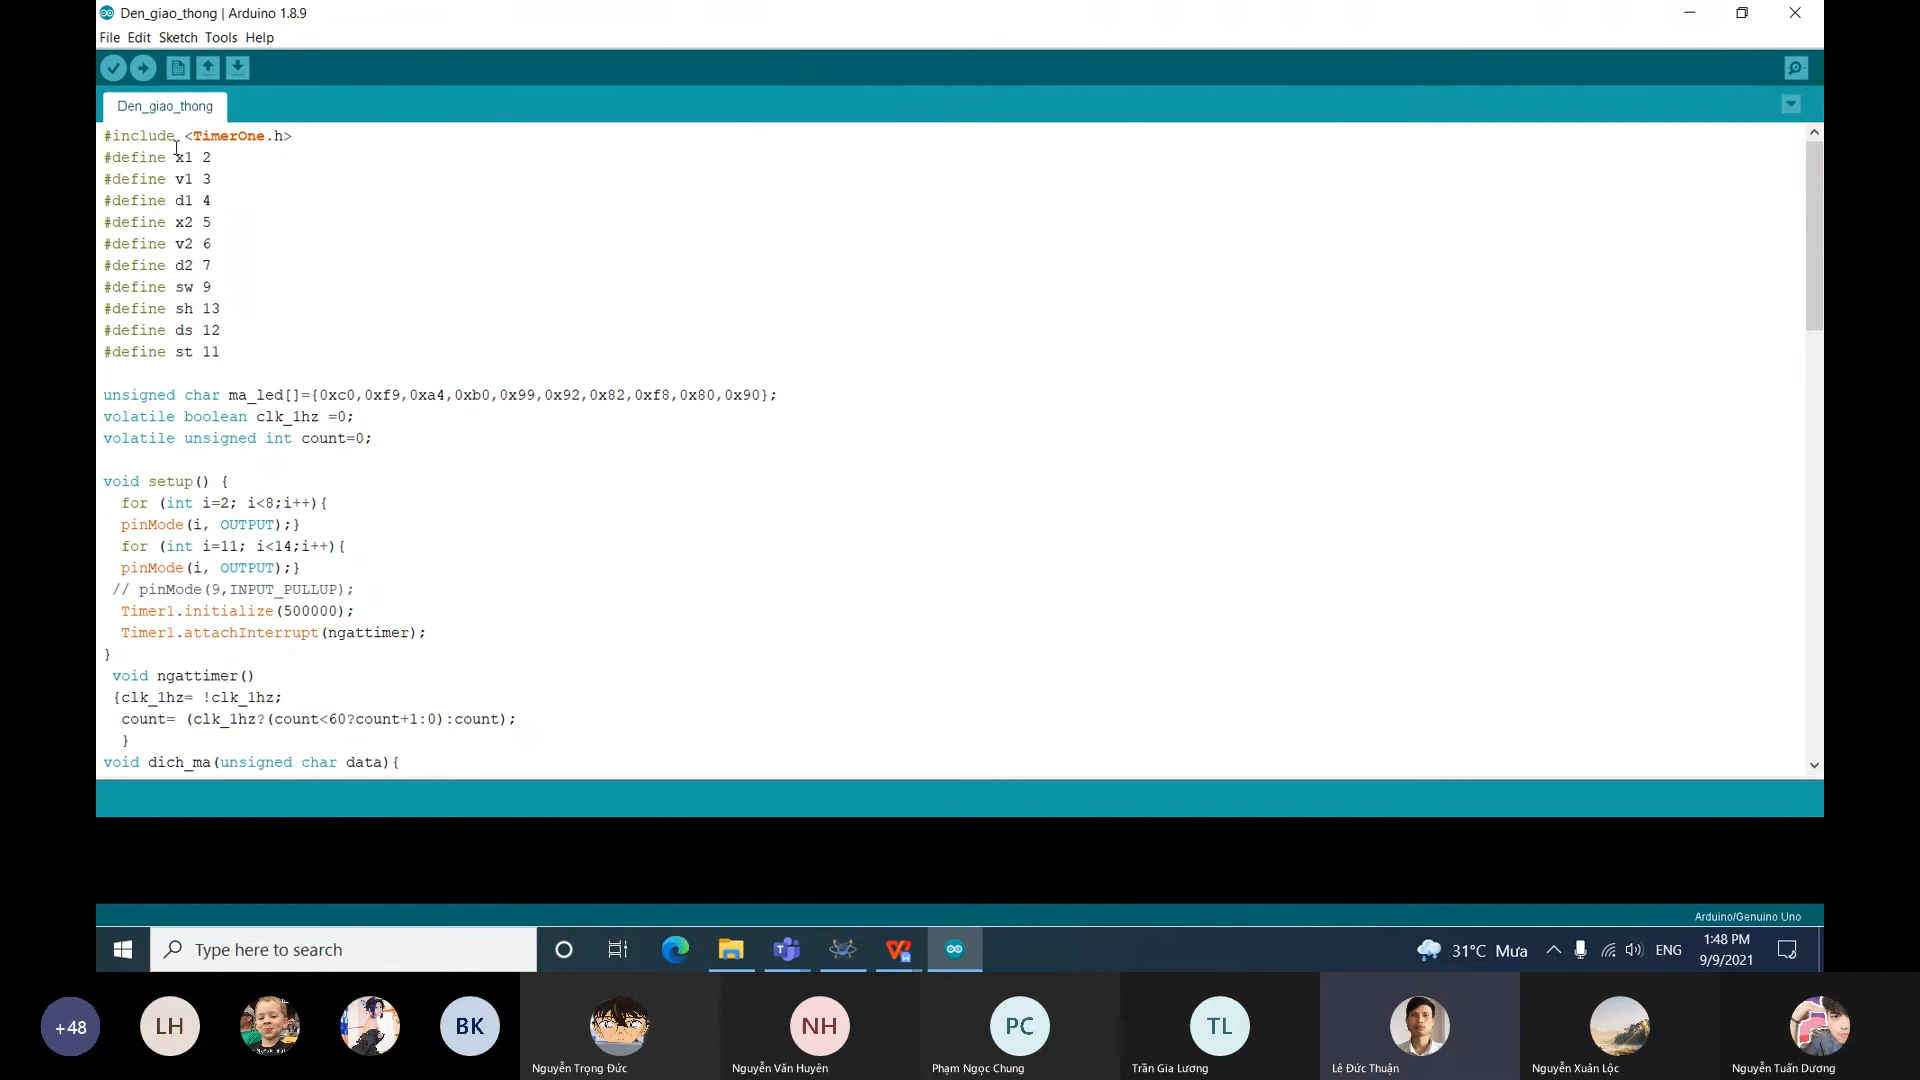 Den_giao_thong | Arduino 1.8.9
File Edit Sketch Tools Help
Den_giao_thong
#include <TimerOne.h>
#define x1 2
#define v1 3
#define d1 4
#define x2 5
#define v2 6
#define d2 7
#define sw 9
#define sh 13
#define ds 12
#define st 11
unsigned char ma_led[]={0xc0,0xf9,0xa4,0xb0,0x99,0x92,0x82,0xf8,0x80,0x90};
volatile boolean clk_1hz =0;
volatile unsigned int count=0;
void setup() {
for (int i=2; i<8;i++){
pinMode(i, OUTPUT);}
for (int i=11; i<14;i++){
pinMode(i, OUTPUT);}
// pinMode(9,INPUT_PULLUP);
Timer1.initialize(500000);
Timer1.attachInterrupt(ngattimer);
}
void ngattimer()
{clk_1hz= !clk_1hz;
count= (clk_1hz?(count<60?count+1:0):count);
}
void dich_ma(unsigned char data){
Arduino/Genuino Uno
Type here to search
31°C Mưa
ENG
1:48 PM
9/9/2021
+48
LH
BK
NH
PC
TL
Nguyễn Trọng Đức
Nguyễn Văn Huyên
Phạm Ngọc Chung
Trần Gia Lương
Lê Đức Thuận
Nguyễn Xuân Lộc
Nguyễn Tuấn Dương